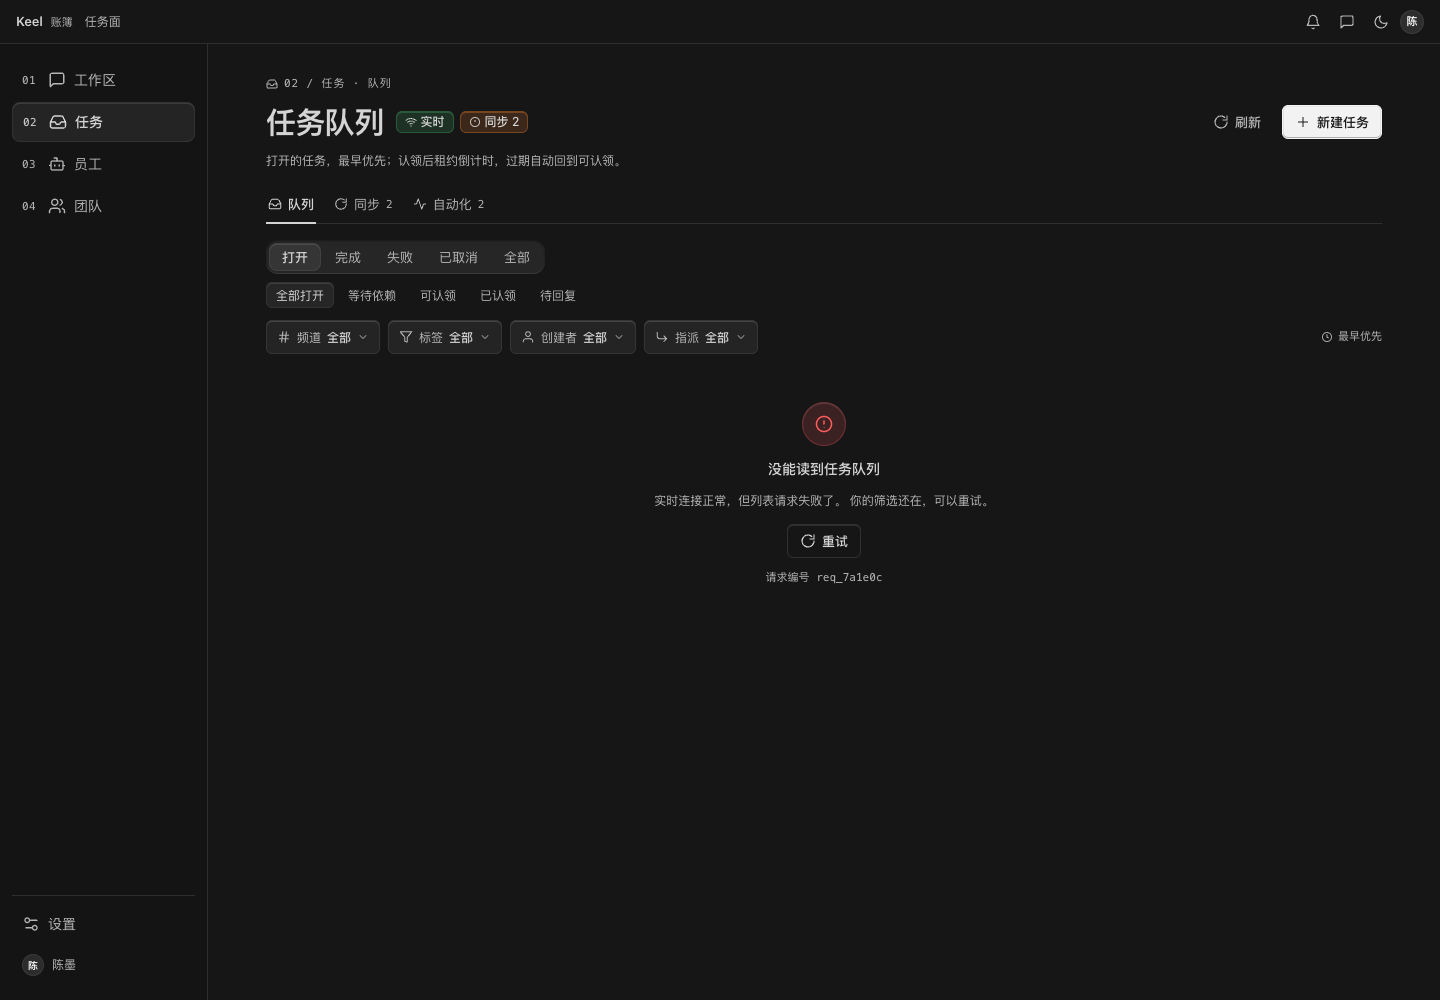 Keel 账簿 任务面
陈
01 工作区
02 任务
03 员工
04 团队
02 / 任务 · 队列
任务队列 实时 同步 2
刷新 新建任务
打开的任务，最早优先；认领后租约倒计时，过期自动回到可认领。
队列 同步 2 自动化 2
打开 完成 失败 已取消 全部
全部打开 等待依赖 可认领 已认领 待回复
频道 全部 标签 全部 创建者 全部 指派 全部 最早优先
没能读到任务队列
实时连接正常，但列表请求失败了。 你的筛选还在，可以重试。
重试
请求编号 req_7a1e0c
设置
陈 陈墨